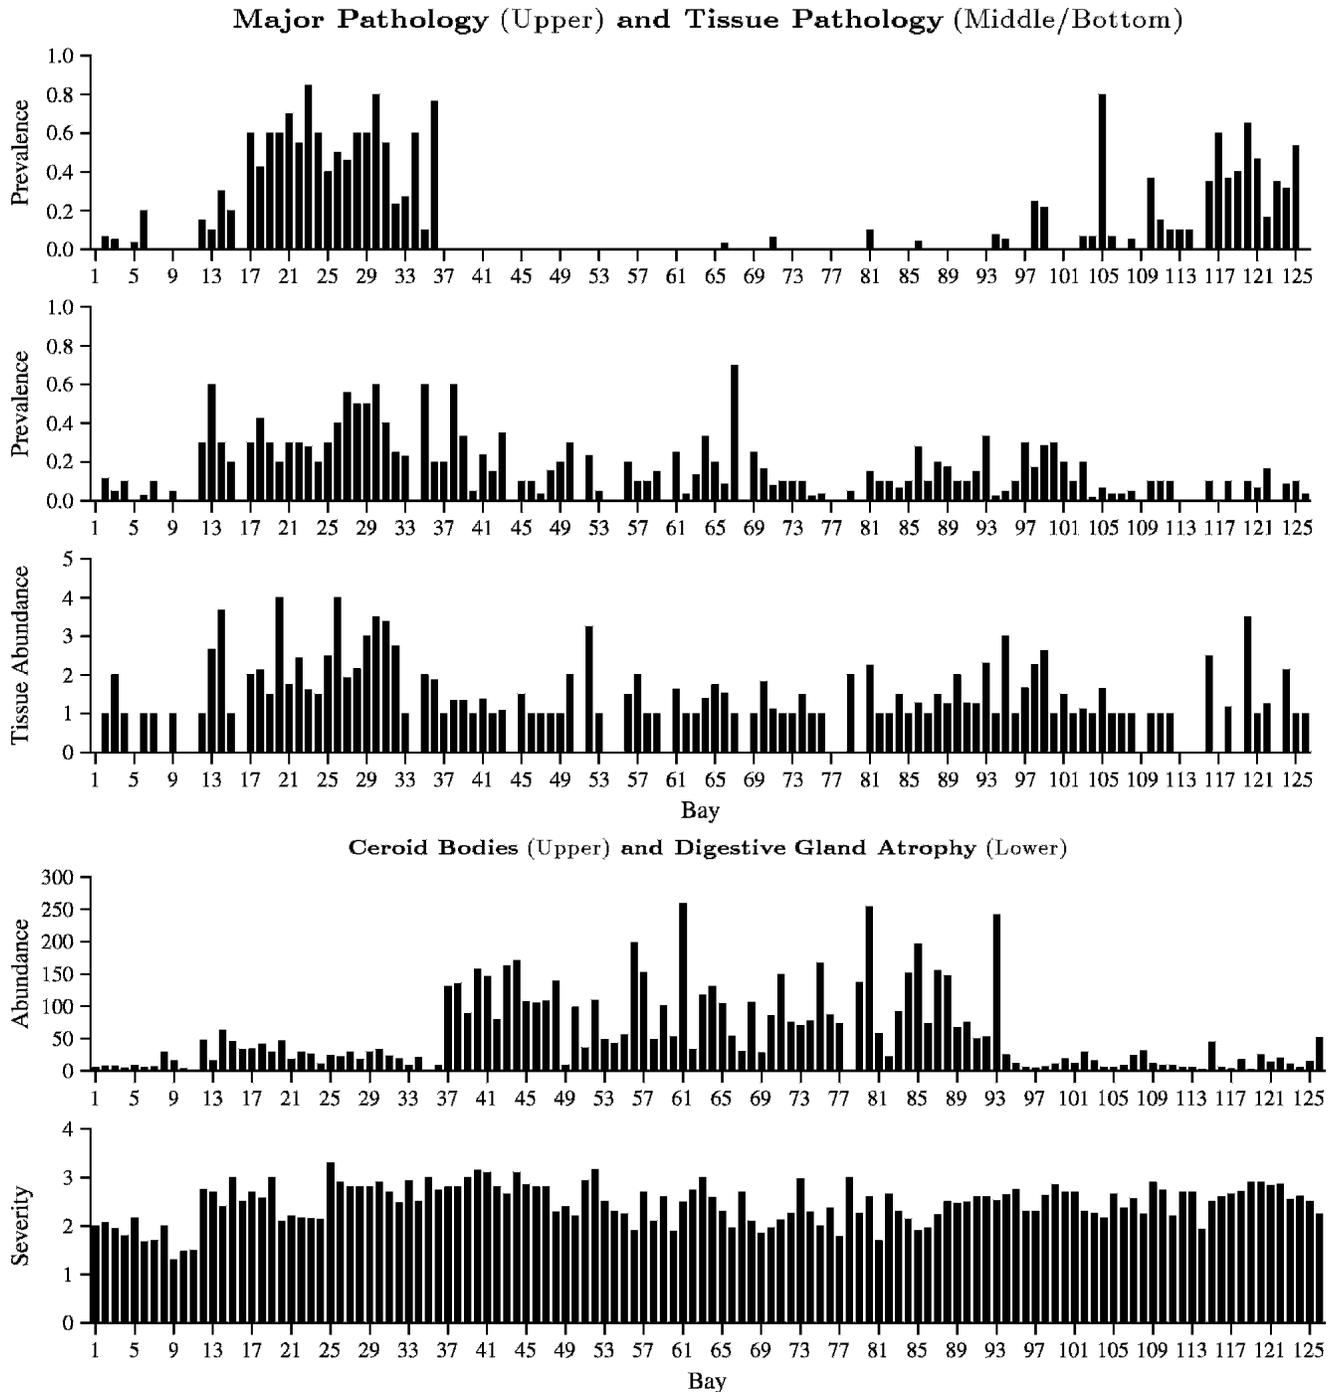 Major Pathology (Upper) and Tissue Pathology (Middle/Bottom)
Prevalence
1.0
0.8
0.6
0.4
0.2
0.0
1 5 9 13 17 21 25 29 33 37 41 45 49 53 57 61 65 69 73 77 81 85 89 93 97 101 105 109 113 117 121 125
Prevalence
1.0
0.8
0.6
0.4
0.2
0.0
1 5 9 13 17 21 25 29 33 37 41 45 49 53 57 61 65 69 73 77 81 85 89 93 97 101 105 109 113 117 121 125
Tissue Abundance
5
4
3
2
1
0
1 5 9 13 17 21 25 29 33 37 41 45 49 53 57 61 65 69 73 77 81 85 89 93 97 101 105 109 113 117 121 125
Bay
Ceroid Bodies (Upper) and Digestive Gland Atrophy (Lower)
Abundance
300
250
200
150
100
50
0
1 5 9 13 17 21 25 29 33 37 41 45 49 53 57 61 65 69 73 77 81 85 89 93 97 101 105 109 113 117 121 125
Severity
4
3
2
1
0
1 5 9 13 17 21 25 29 33 37 41 45 49 53 57 61 65 69 73 77 81 85 89 93 97 101 105 109 113 117 121 125
Bay